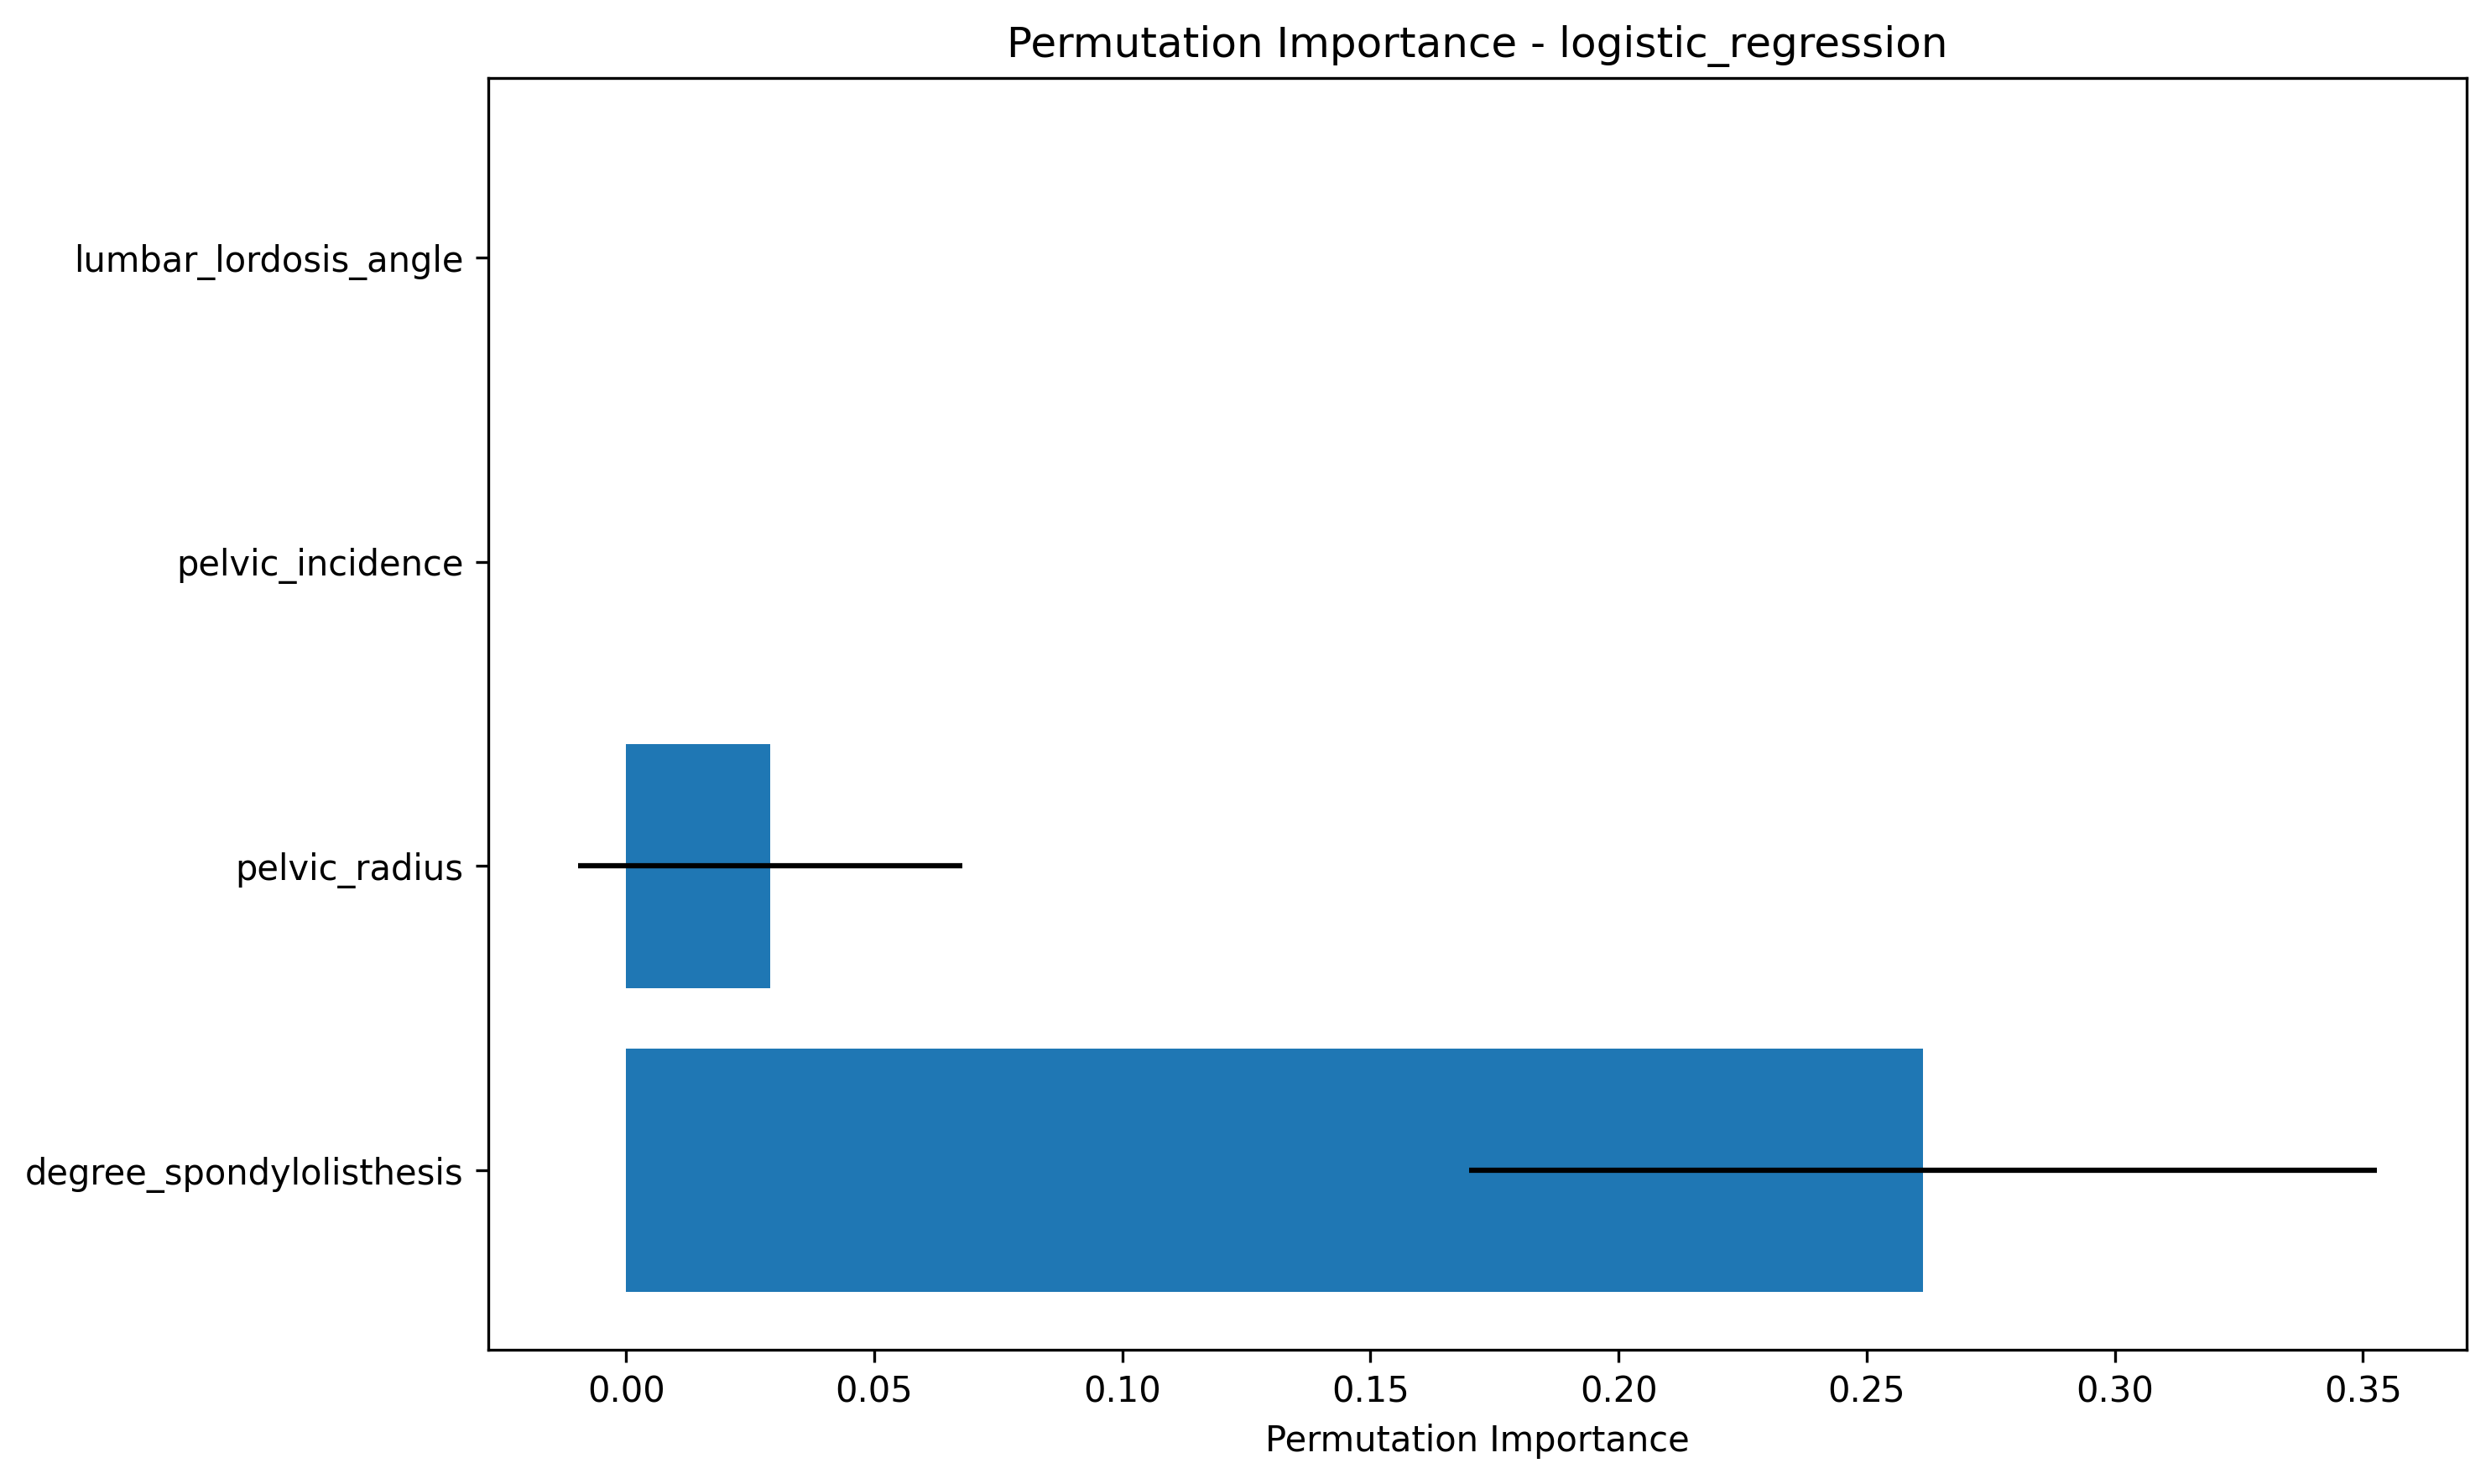 Permutation Importance - logistic_regression
lumbar_lordosis_angle
pelvic_incidence
pelvic_radius
degree_spondylolisthesis
0.00 0.05 0.10 0.15 0.20 0.25 0.30 0.35
Permutation Importance